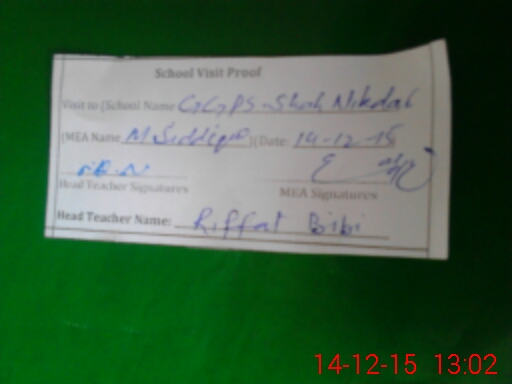 School Visit Proof
Visit to (School Name GGPS-Shah Nikdar
(MEA Name M Siddique )(Date: 14-12-15
Head Teacher Signatures
MEA Signatures
Head Teacher Name: Riffat Bibi
14-12-15 13:02